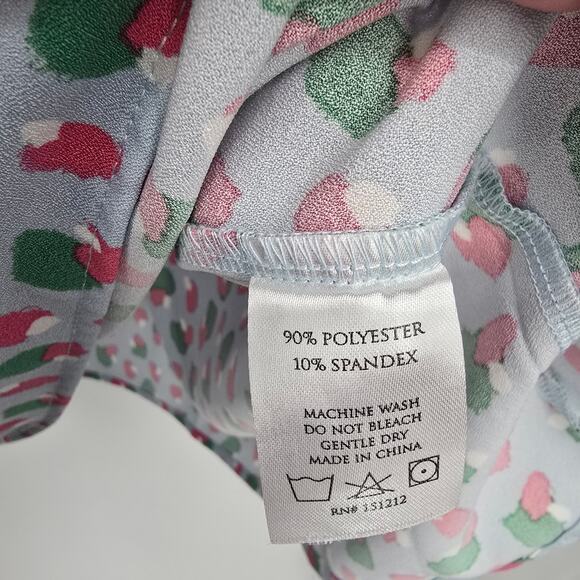 90% POLYESTER
10% SPANDEX
MACHINE WASH
DO NOT BLEACH
GENTLE DRY
MADE IN CHINA
RN# 151212